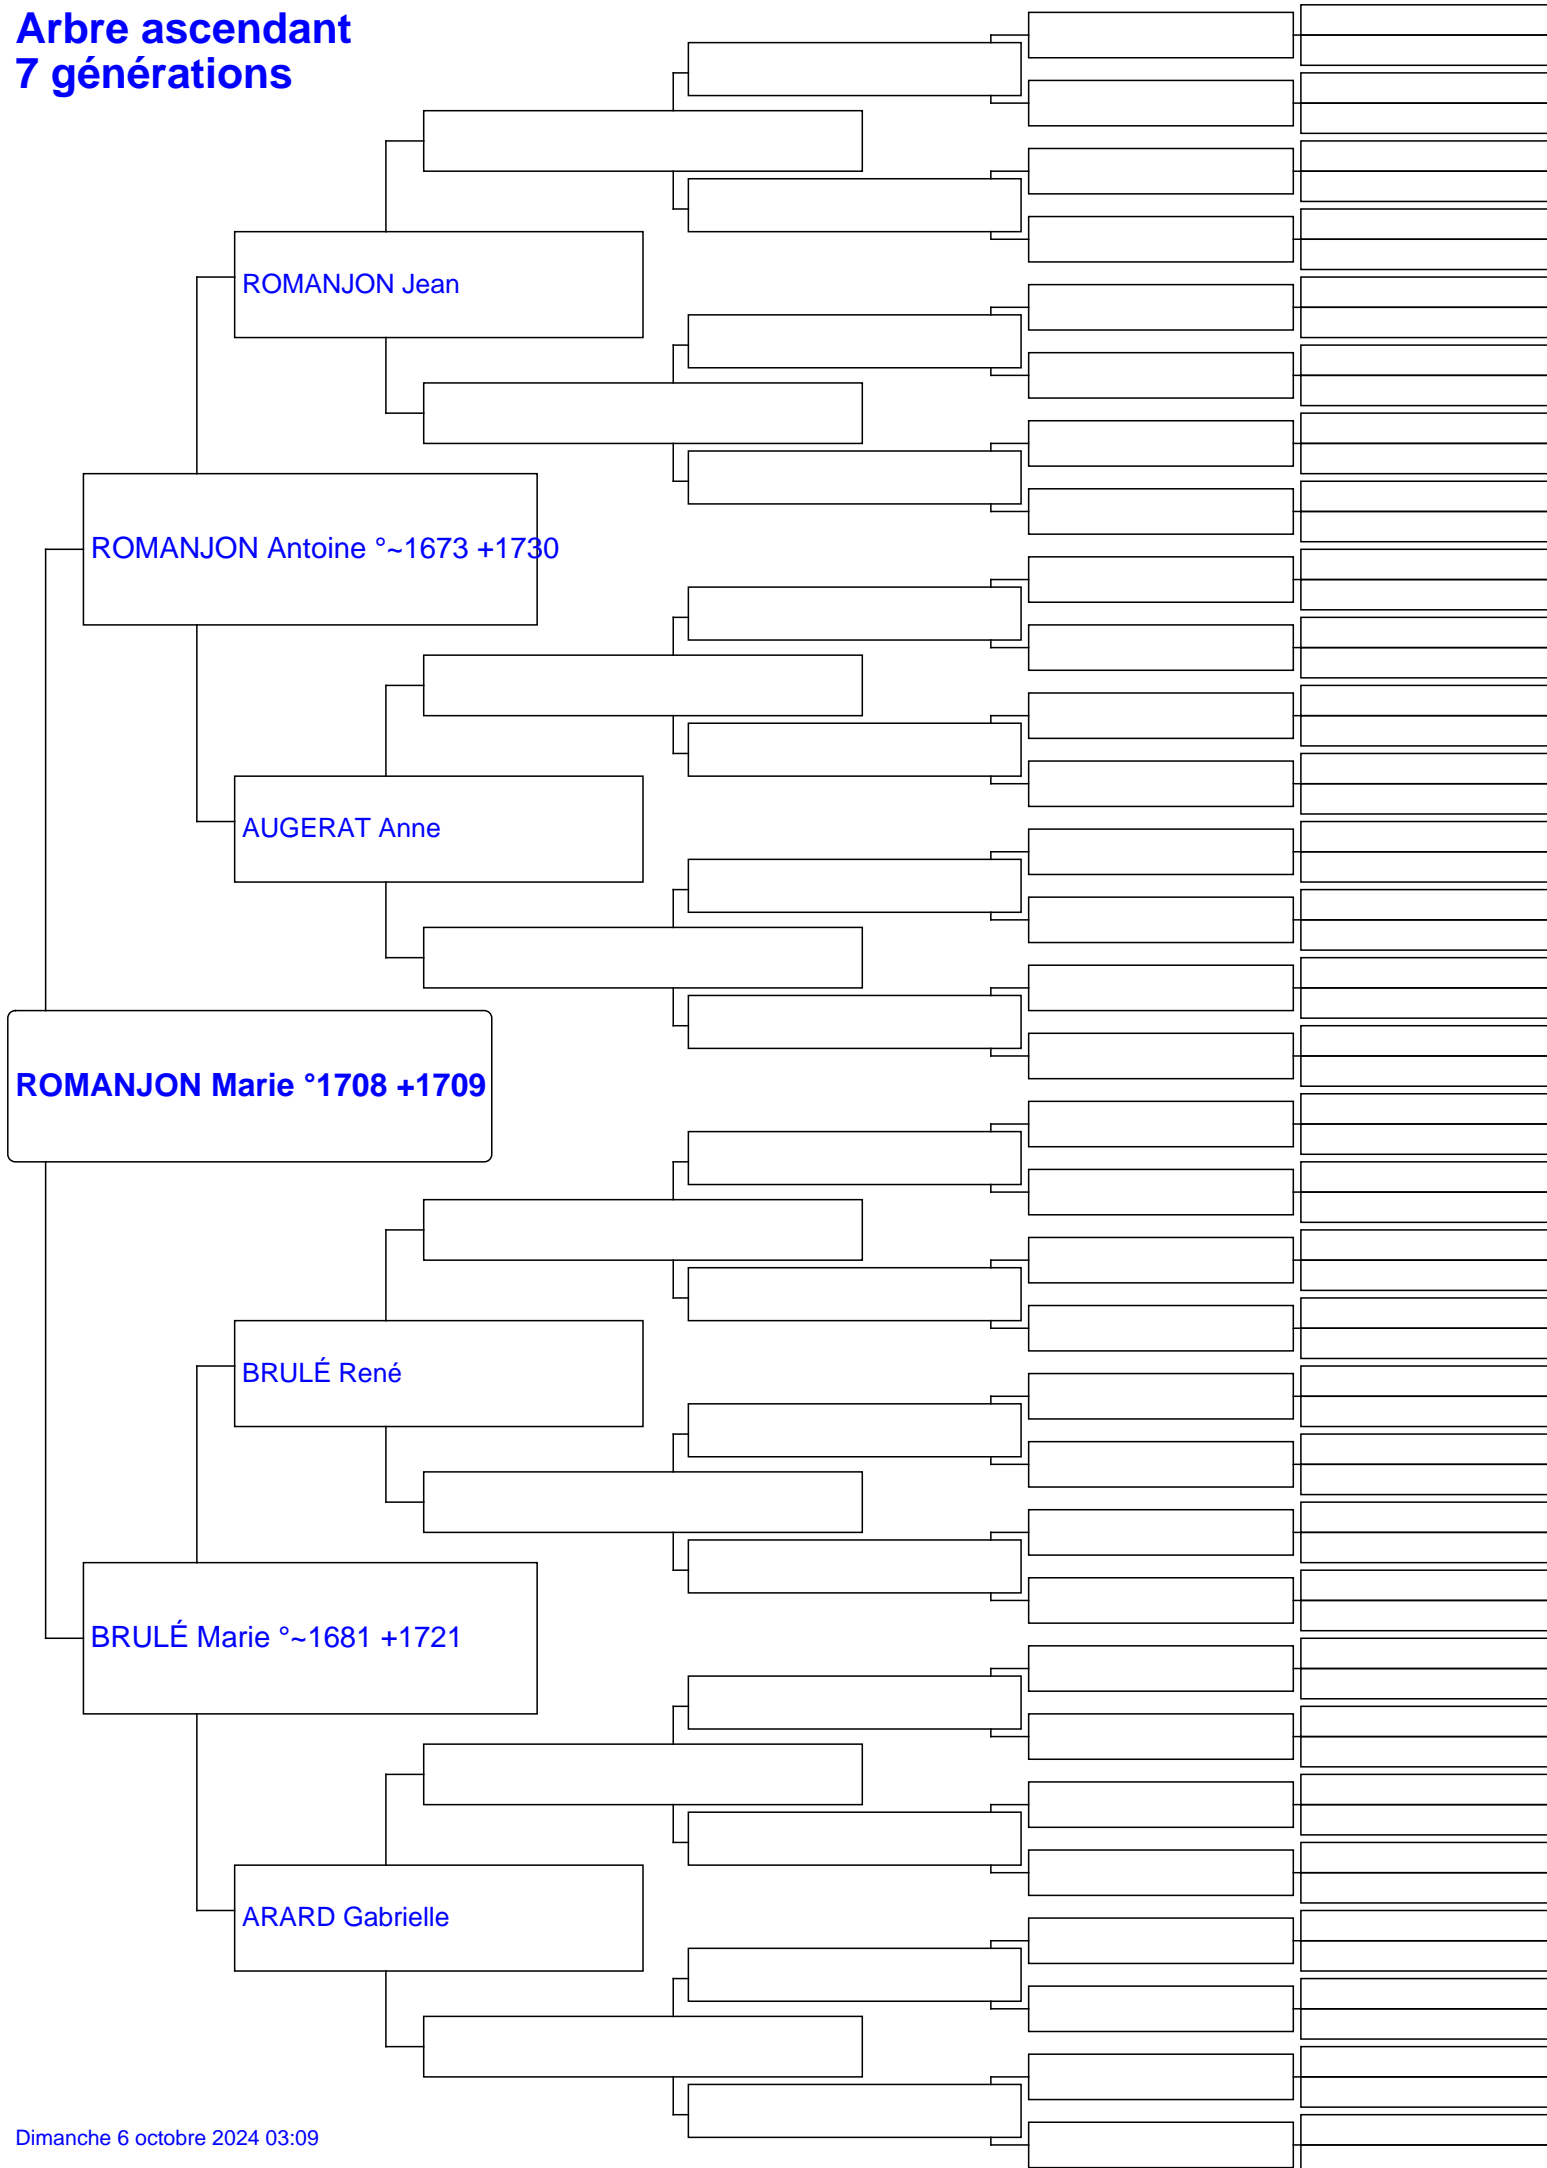 Arbre ascendant
7 générations
ROMANJON Jean
ROMANJON Antoine °~1673 +1730
AUGERAT Anne
ROMANJON Marie °1708 +1709
BRULÉ René
BRULÉ Marie °~1681 +1721
ARARD Gabrielle
Dimanche 6 octobre 2024 03:09